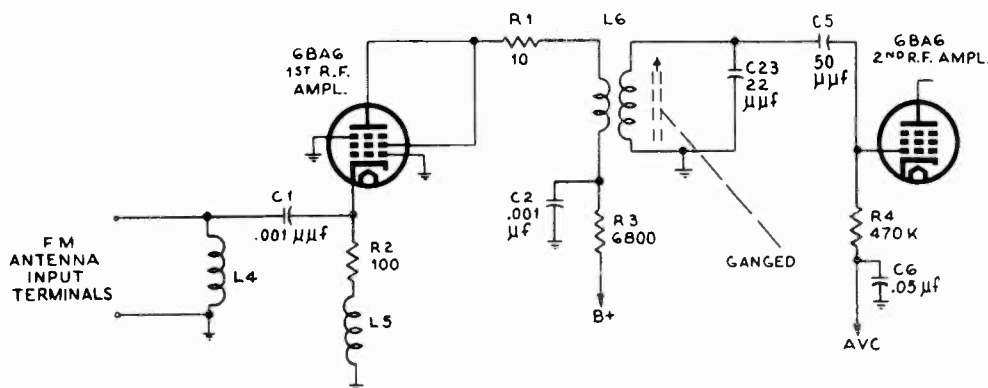 6BA6
1ST R.F.
AMPL.
R1
10
L6
C5
50
μμf
6BA6
2ND R.F. AMPL.
C23
22
μμf
C1
.001 μμf
FM
ANTENNA
INPUT
TERMINALS
L4
R2
100
L5
C2
.001
μf
R3
6800
B+
GANGED
R4
470 K
C6
.05 μf
AVC